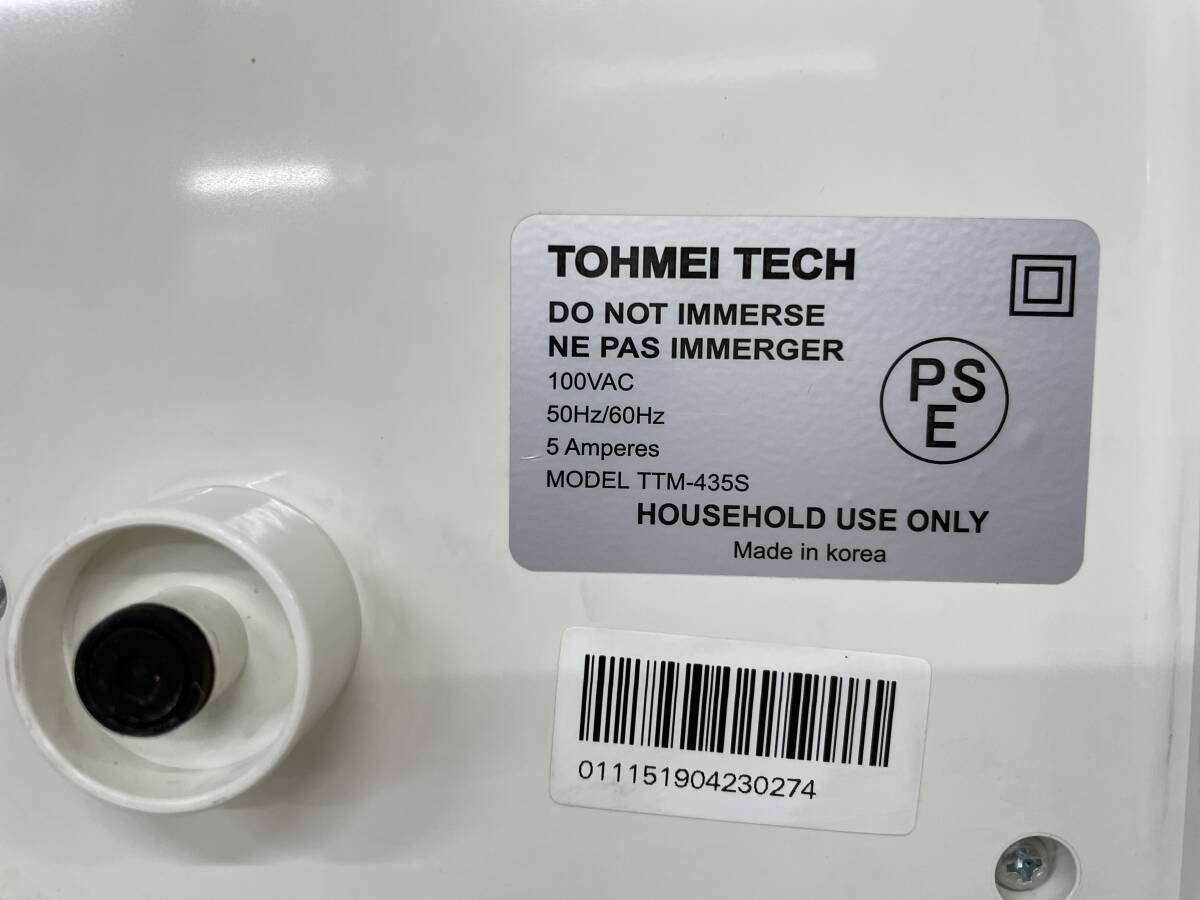 TOHMEI TECH
DO NOT IMMERSE
NE PAS IMMERGER
100VAC
50Hz/60Hz
5 Amperes
MODEL TTM-435S
PS
E
HOUSEHOLD USE ONLY
Made in korea
011151904230274